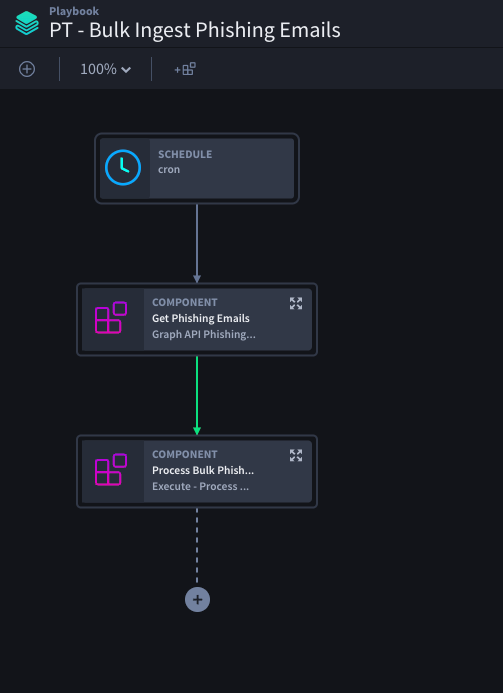 Playbook
PT - Bulk Ingest Phishing Emails
100%
SCHEDULE
cron
COMPONENT
Get Phishing Emails
Graph API Phishing...
COMPONENT
Process Bulk Phish...
Execute - Process ...